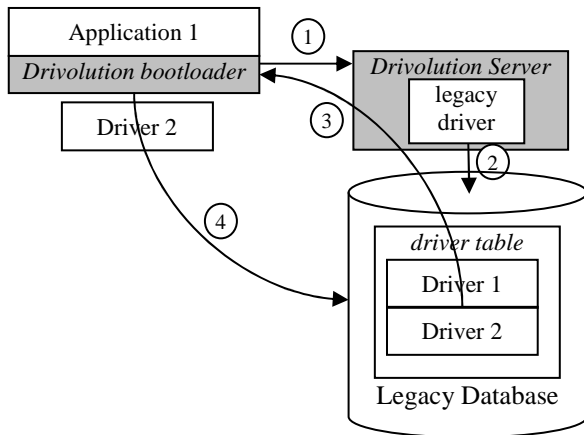 Application 1
1
Drivolution bootloader
Drivolution Server
legacy
driver
3
Driver 2
2
4
driver table
Driver 1
Driver 2
Legacy Database